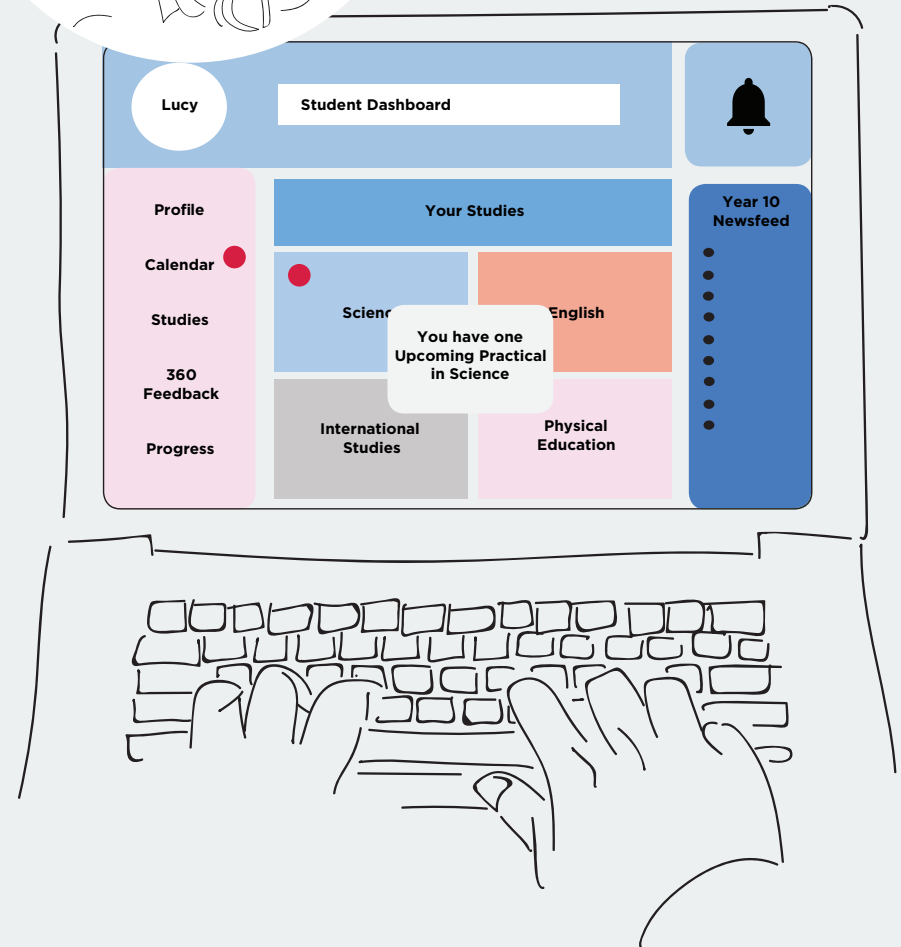 Lucy
Student Dashboard
Profile
Calendar
Studies
360
Feedback
Progress
Your Studies
Scienc
English
You have one
Upcoming Practical
in Science
International
Studies
Physical
Education
Year 10
Newsfeed